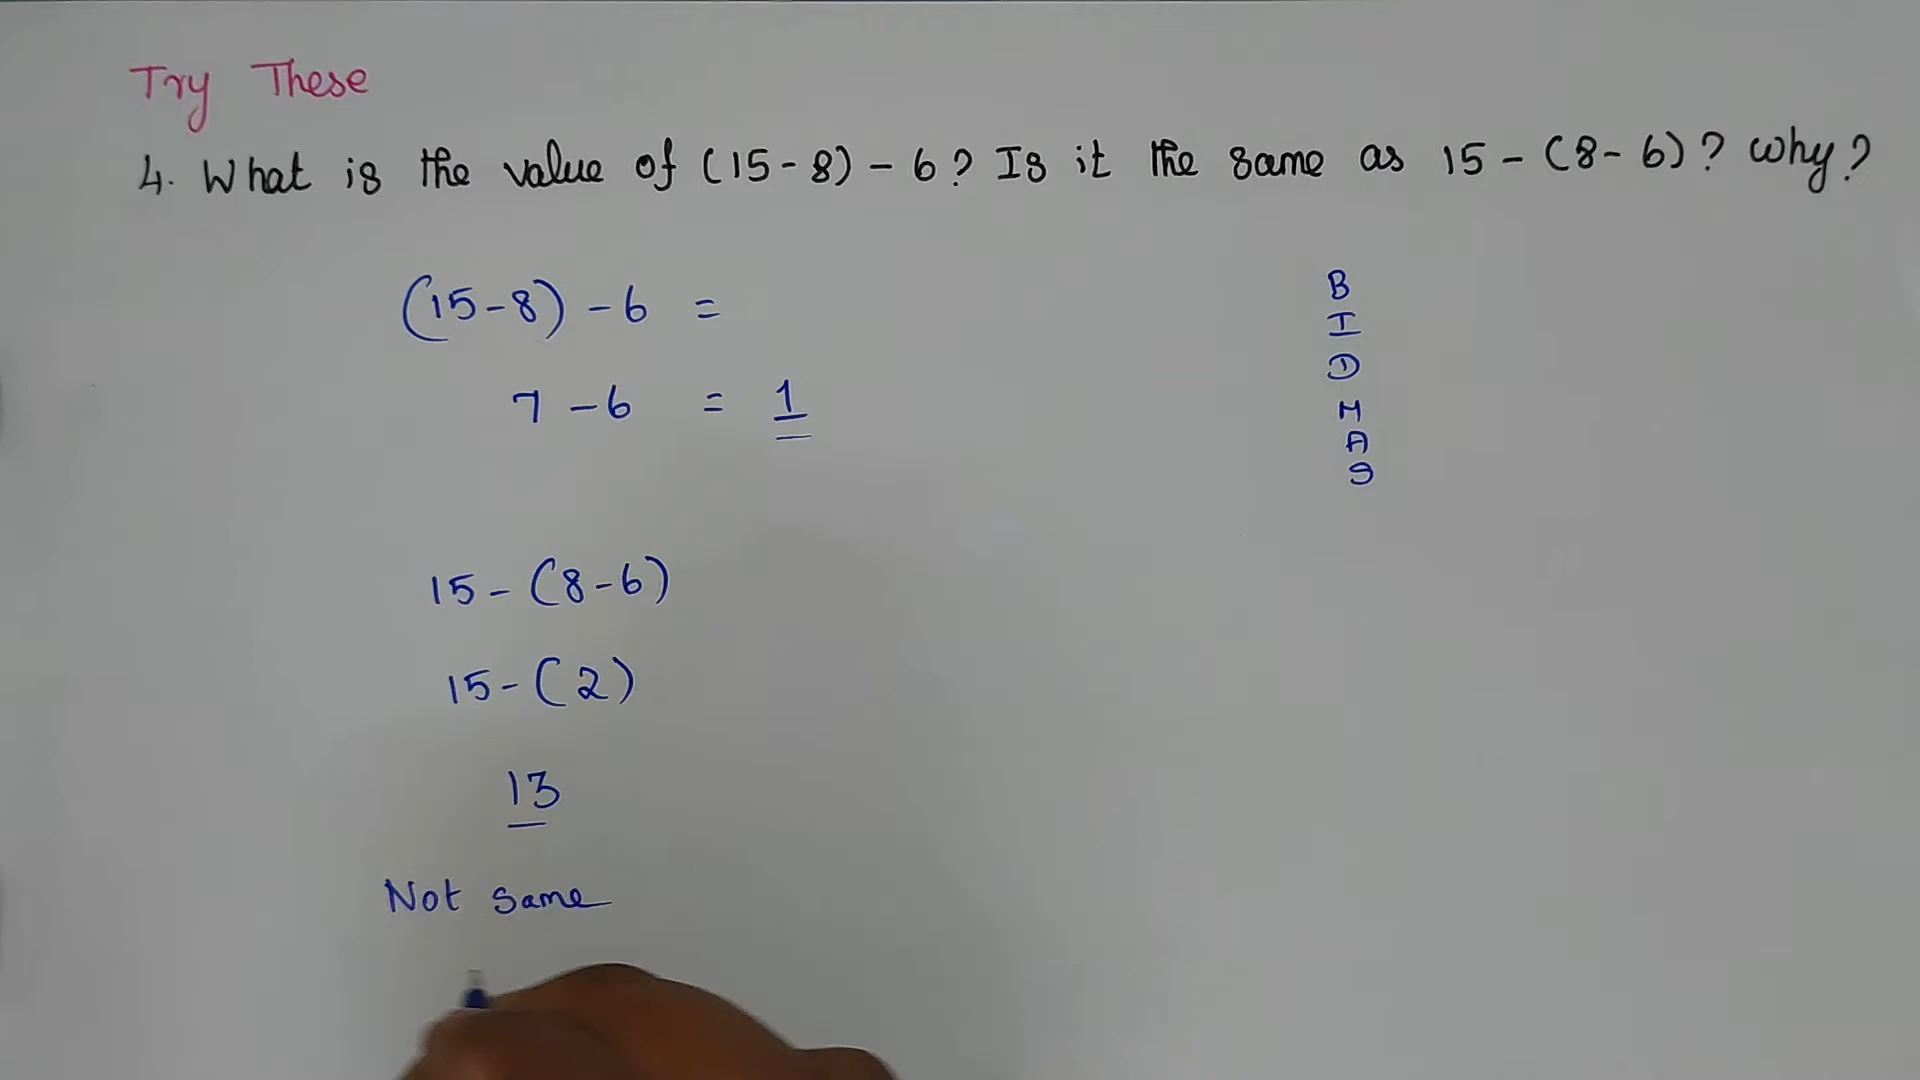 Try These
4. What is the value of (15-8) - 6? Is it the same as 15 - (8-6)? Why?
(15-8) - 6 =
7 - 6 = 1
15 - (8-6)
15 - (2)
13
Not same
B
I
D
M
A
S